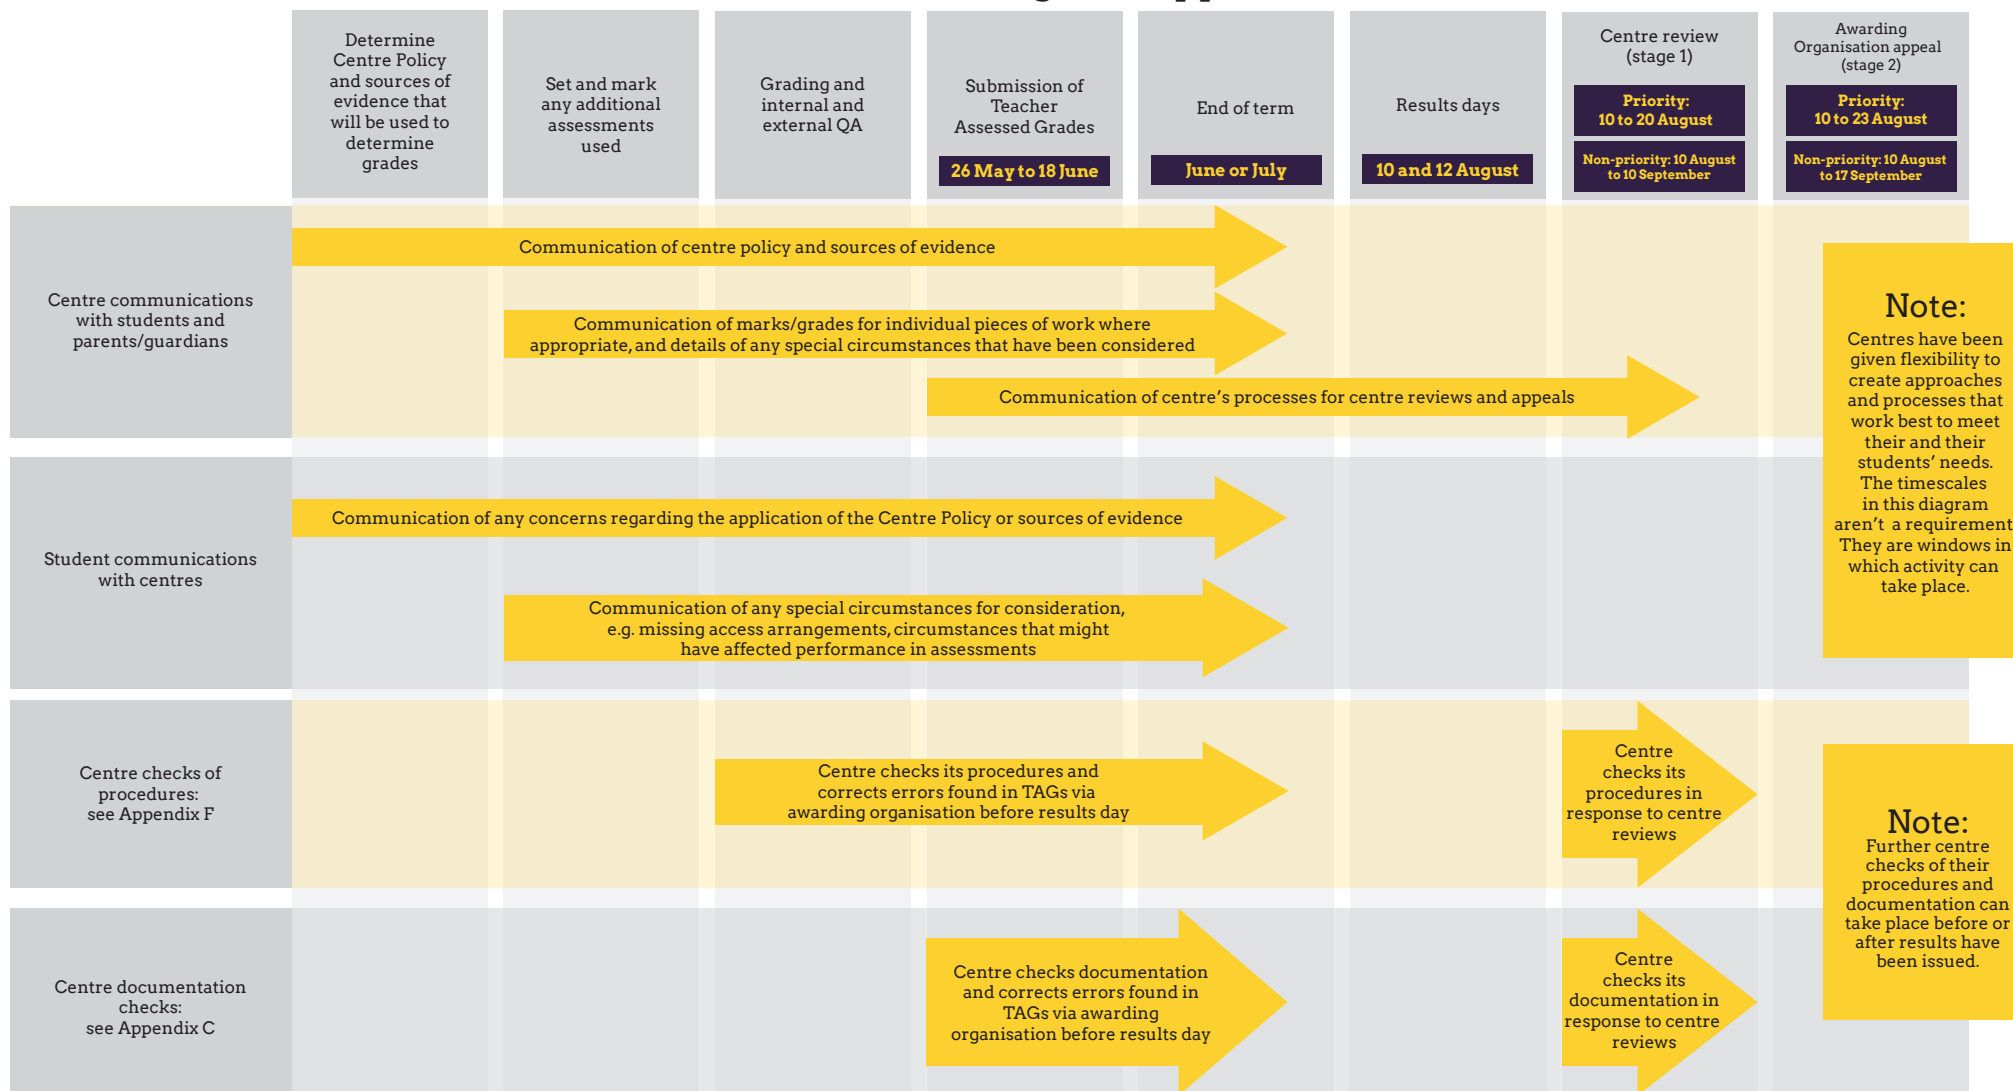 Determine
Centre Policy
and sources of
evidence that
will be used to
determine
grades
Set and mark
any additional
assessments
used
Grading and
internal and
external QA
Submission of
Teacher
Assessed Grades
26 May to 18 June
End of term
June or July
Results days
10 and 12 August
Centre review
(stage 1)
Priority:
10 to 20 August
Non-priority: 10 August
to 10 September
Awarding
Organisation appeal
(stage 2)
Priority:
10 to 23 August
Non-priority: 10 August
to 17 September
Centre communications
with students and
parents/guardians
Communication of centre policy and sources of evidence
Communication of marks/grades for individual pieces of work where
appropriate, and details of any special circumstances that have been considered
Communication of centre's processes for centre reviews and appeals
Note:
Centres have been
given flexibility to
create approaches
and processes that
work best to meet
their and their
students' needs.
The timescales
in this diagram
aren't a requirement
They are windows in
which activity can
take place.
Student communications
with centres
Communication of any concerns regarding the application of the Centre Policy or sources of evidence
Communication of any special circumstances for consideration,
e.g. missing access arrangements, circumstances that might
have affected performance in assessments
Centre checks of
procedures:
see Appendix F
Centre checks its procedures and
corrects errors found in TAGs via
awarding organisation before results day
Centre
checks its
procedures in
response to centre
reviews
Note:
Further centre
checks of their
procedures and
documentation can
take place before or
after results have
been issued.
Centre documentation
checks:
see Appendix C
Centre checks documentation
and corrects errors found in
TAGs via awarding
organisation before results day
Centre
checks its
documentation in
response to centre
reviews